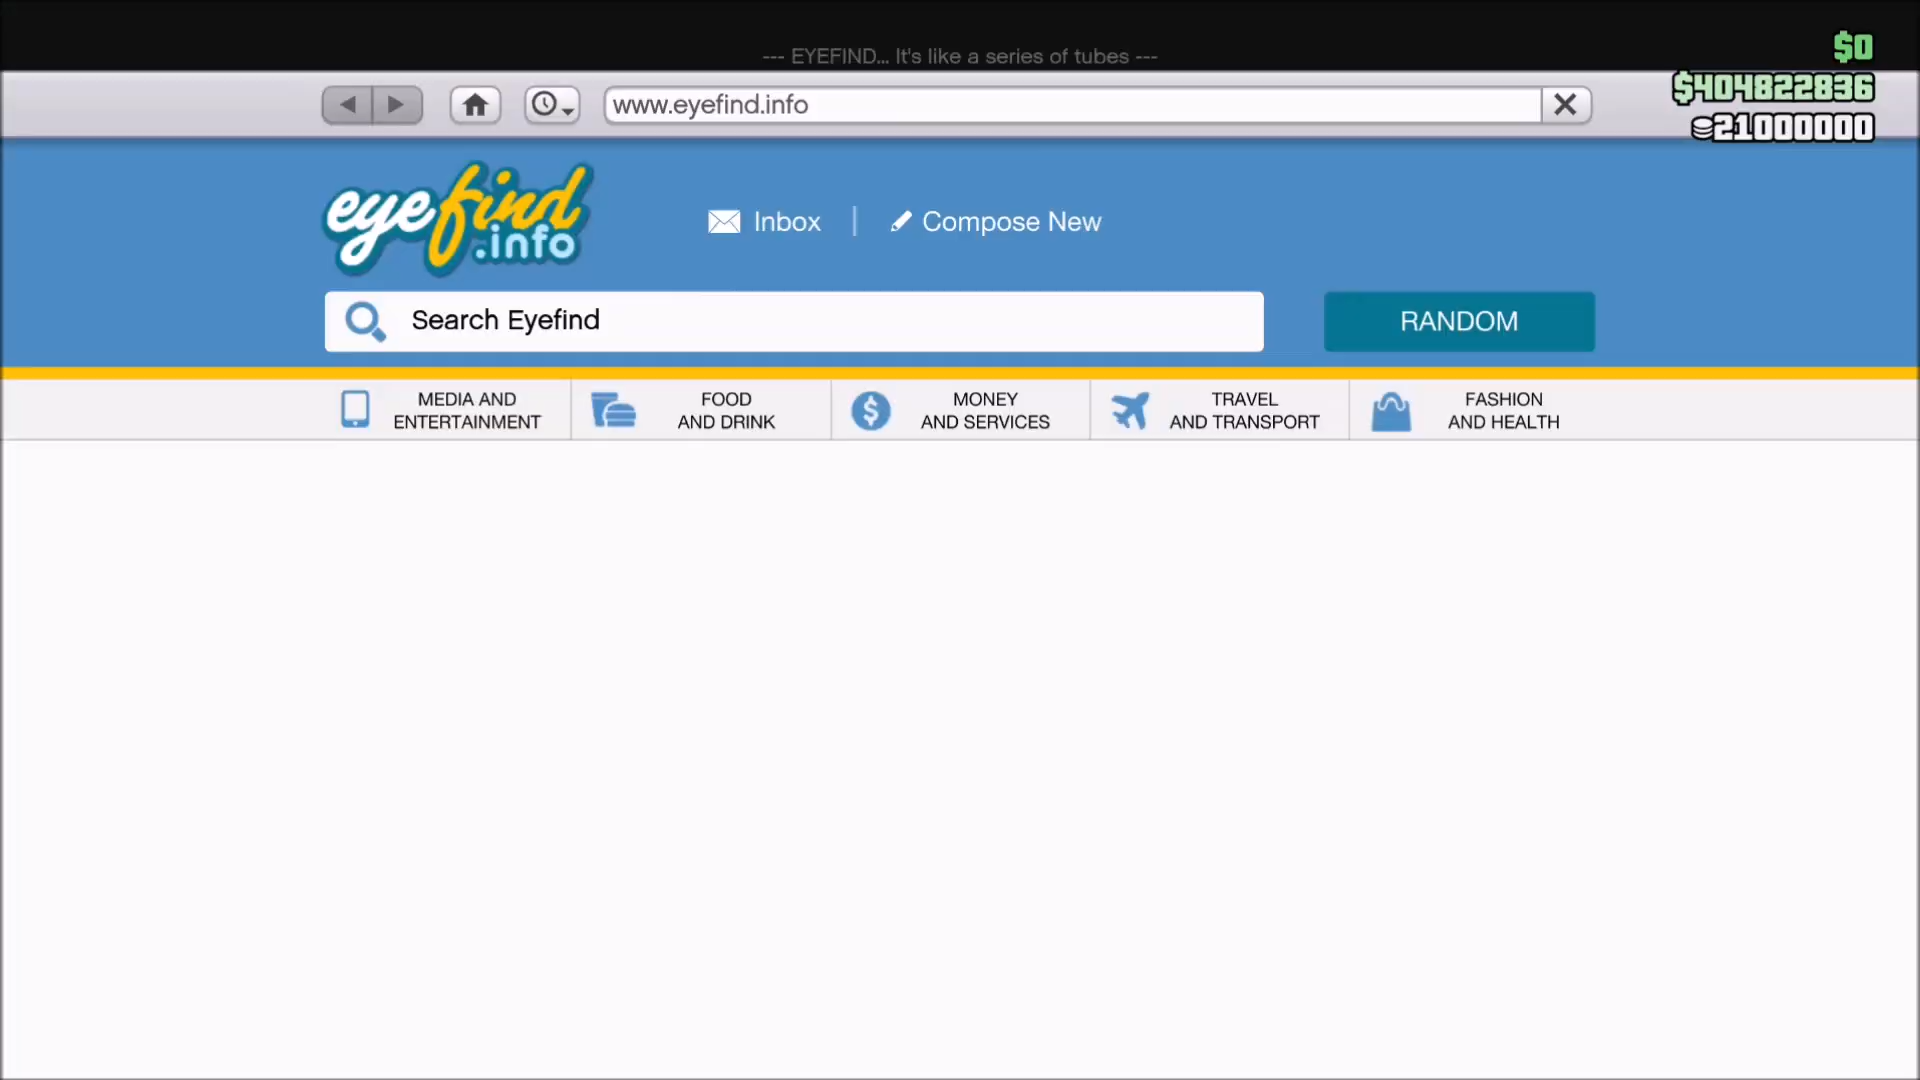 --- EYEFIND... It's like a series of tubes ---
$0
www.eyefind.info
$404822836
21000000
eyefind
.info
Inbox | Compose New
Search Eyefind
RANDOM
MEDIA AND
ENTERTAINMENT
FOOD
AND DRINK
MONEY
AND SERVICES
TRAVEL
AND TRANSPORT
FASHION
AND HEALTH